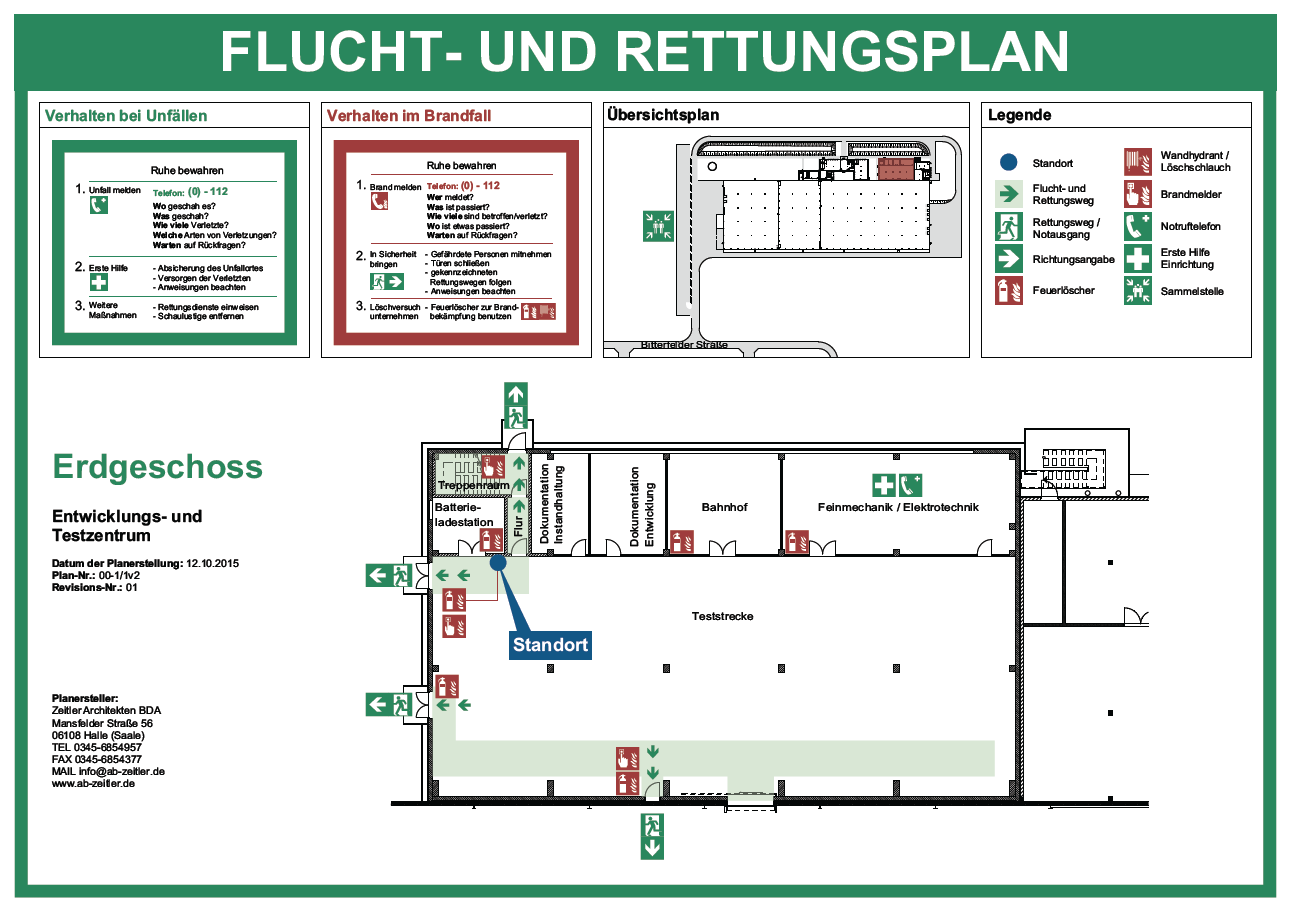 FLUCHT- UND RETTUNGSPLAN
Verhalten bei Unfällen
Ruhe bewahren
1. Unfall melden
Telefon: (0) - 112
Wo geschah es?
Was geschah?
Wie viele Verletzte?
Welche Arten von Verletzungen?
Warten auf Rückfragen?
2. Erste Hilfe
- Absicherung des Unfallortes
- Versorgen der Verletzten
- Anweisungen beachten
3. Weitere
Maßnahmen
- Rettungsdienste einweisen
- Schaulustige entfernen
Verhalten im Brandfall
Ruhe bewahren
1. Brand melden
Telefon: (0) - 112
Wer meldet?
Was ist passiert?
Wie viele sind betroffen/verletzt?
Wo ist etwas passiert?
Warten auf Rückfragen?
2. In Sicherheit
bringen
- Gefährdete Personen mitnehmen
- Türen schließen
- gekennzeichneten
Rettungswegen folgen
- Anweisungen beachten
3. Löschversuch
unternehmen
- Feuerlöscher zur Brand-
bekämpfung benutzen
Übersichtsplan
Bitterfelder Straße
Legende
Standort
Flucht- und
Rettungsweg
Rettungsweg /
Notausgang
Richtungsangabe
Feuerlöscher
Wandhydrant /
Löschschlauch
Brandmelder
Notruftelefon
Erste Hilfe
Einrichtung
Sammelstelle
Erdgeschoss
Entwicklungs- und
Testzentrum
Datum der Planerstellung: 12.10.2015
Plan-Nr.: 00-1/1v2
Revisions-Nr.: 01
Planersteller:
Zeitler Architekten BDA
Mansfelder Straße 56
06108 Halle (Saale)
TEL 0345-6854957
FAX 0345-6854377
MAIL info@ab-zeitler.de
www.ab-zeitler.de
Treppenraum
Batterie-
ladestation
Flur
Dokumentation
Instandhaltung
Dokumentation
Entwicklung
Bahnhof
Feinmechanik / Elektrotechnik
Teststrecke
Standort